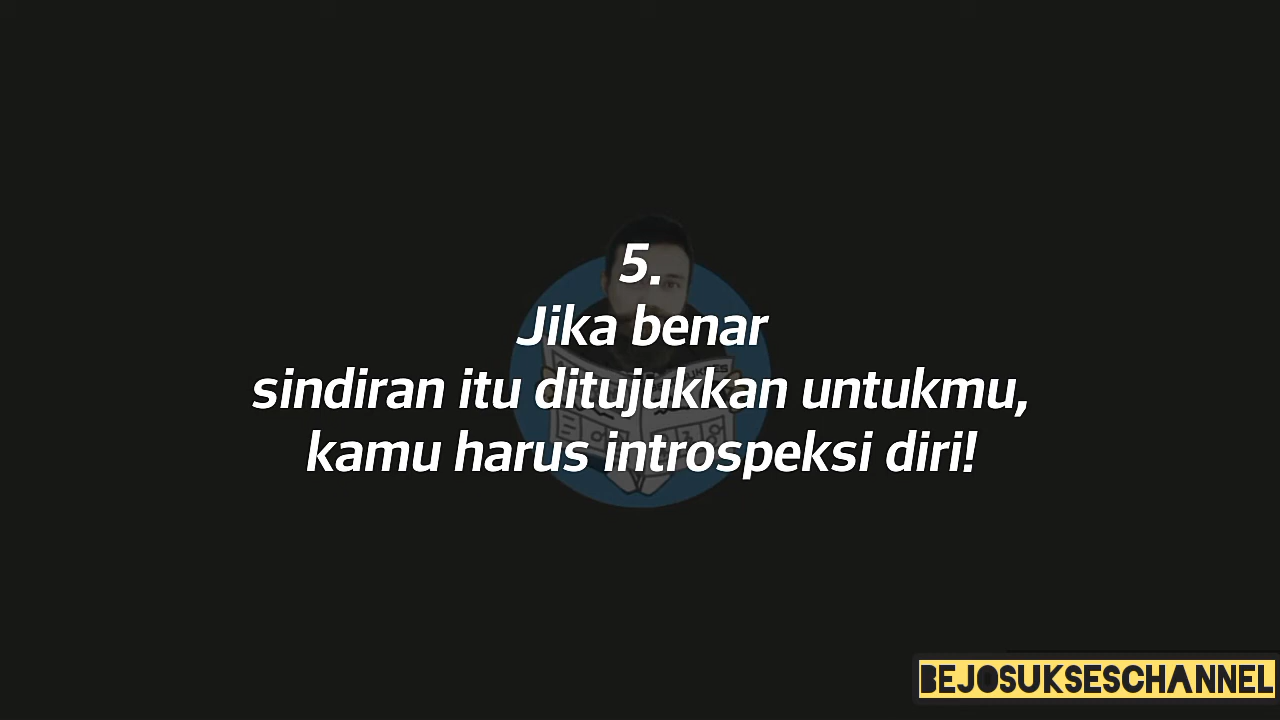 5.
Jika benar
sindiran itu ditujukkan untukmu,
kamu harus introspeksi diri!
BEJOSUKSESCHANNEL